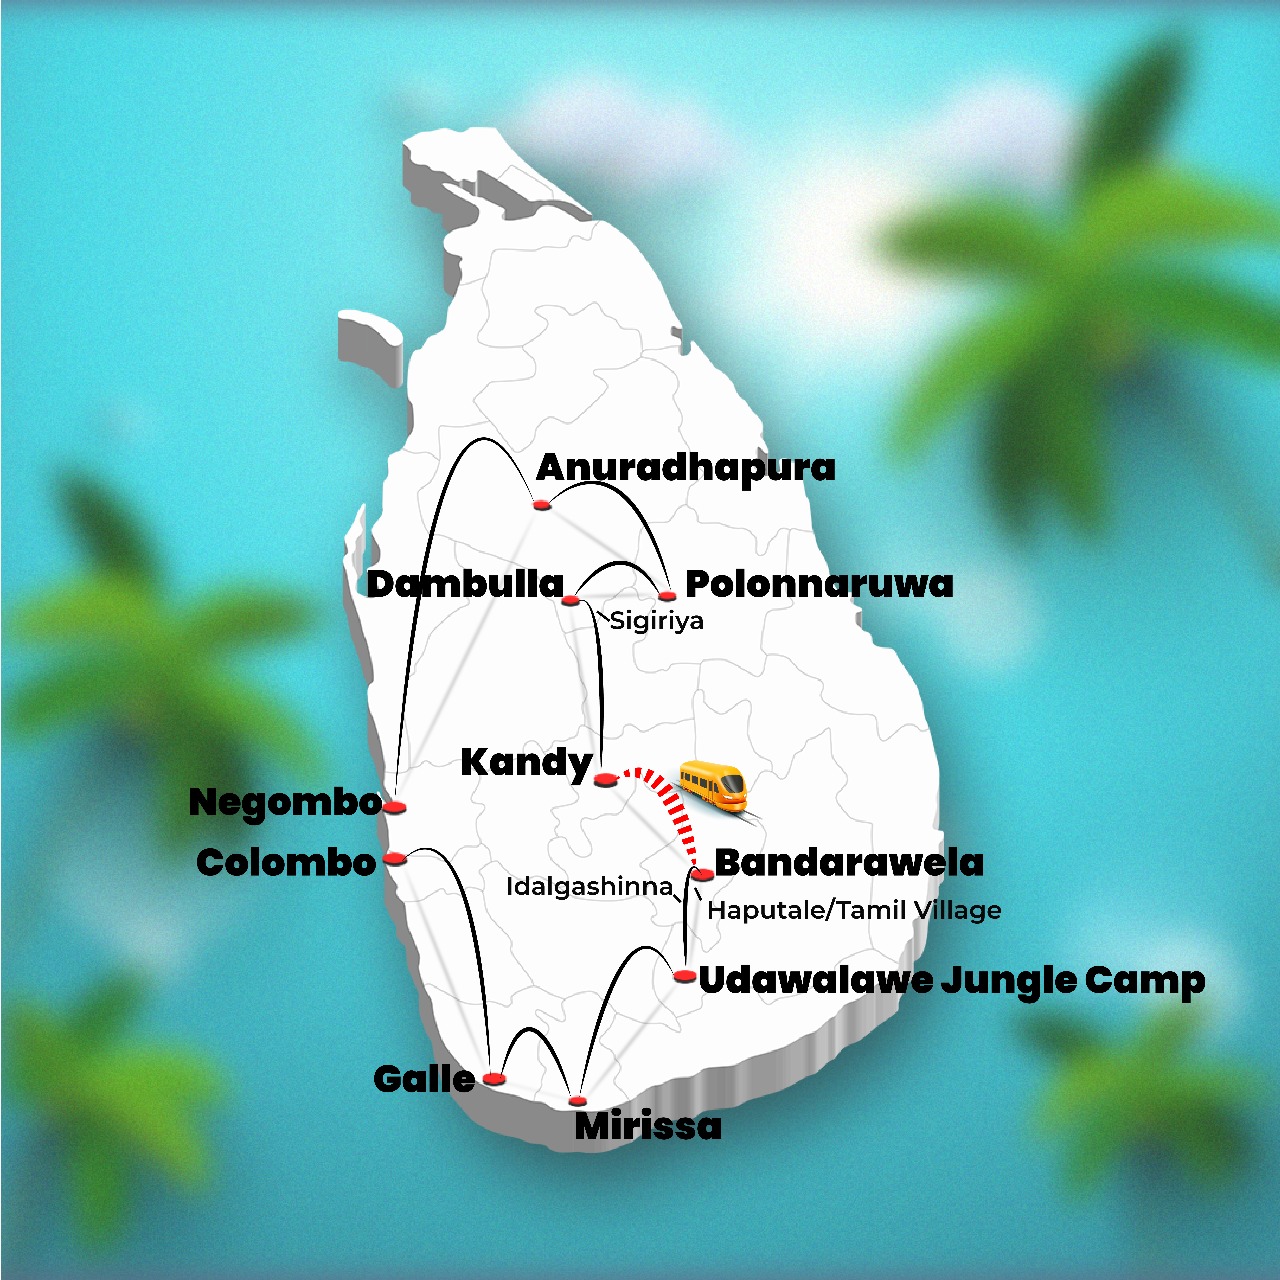 Anuradhapura
Dambulla
Polonnaruwa
Sigiriya
Kandy
Negombo
Colombo
Bandarawela
Idalgashinna
Haputale/Tamil Village
Udawalawe Jungle Camp
Galle
Mirissa